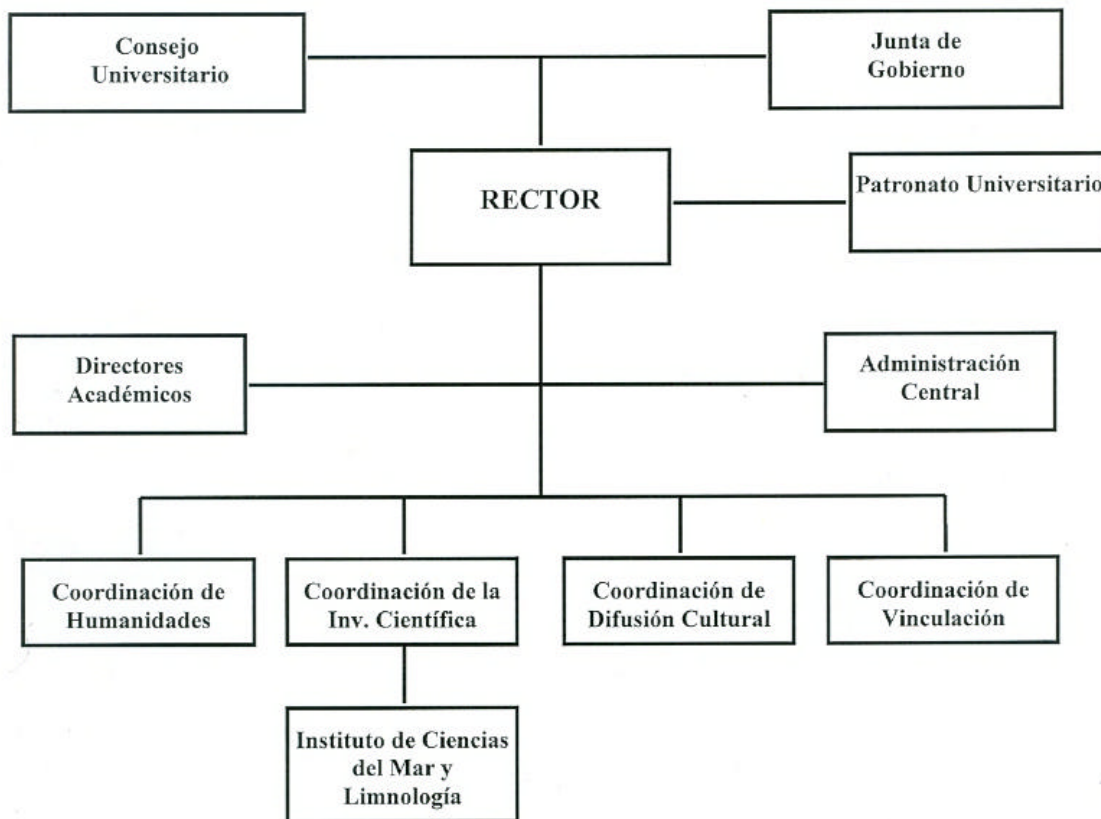 Consejo
Universitario
Junta de
Gobierno
RECTOR
Patronato Universitario
Directores
Académicos
Administración
Central
Coordinación de
Humanidades
Coordinación de la
Inv. Científica
Coordinación de
Difusión Cultural
Coordinación de
Vinculación
Instituto de Ciencias
del Mar y
Limnología